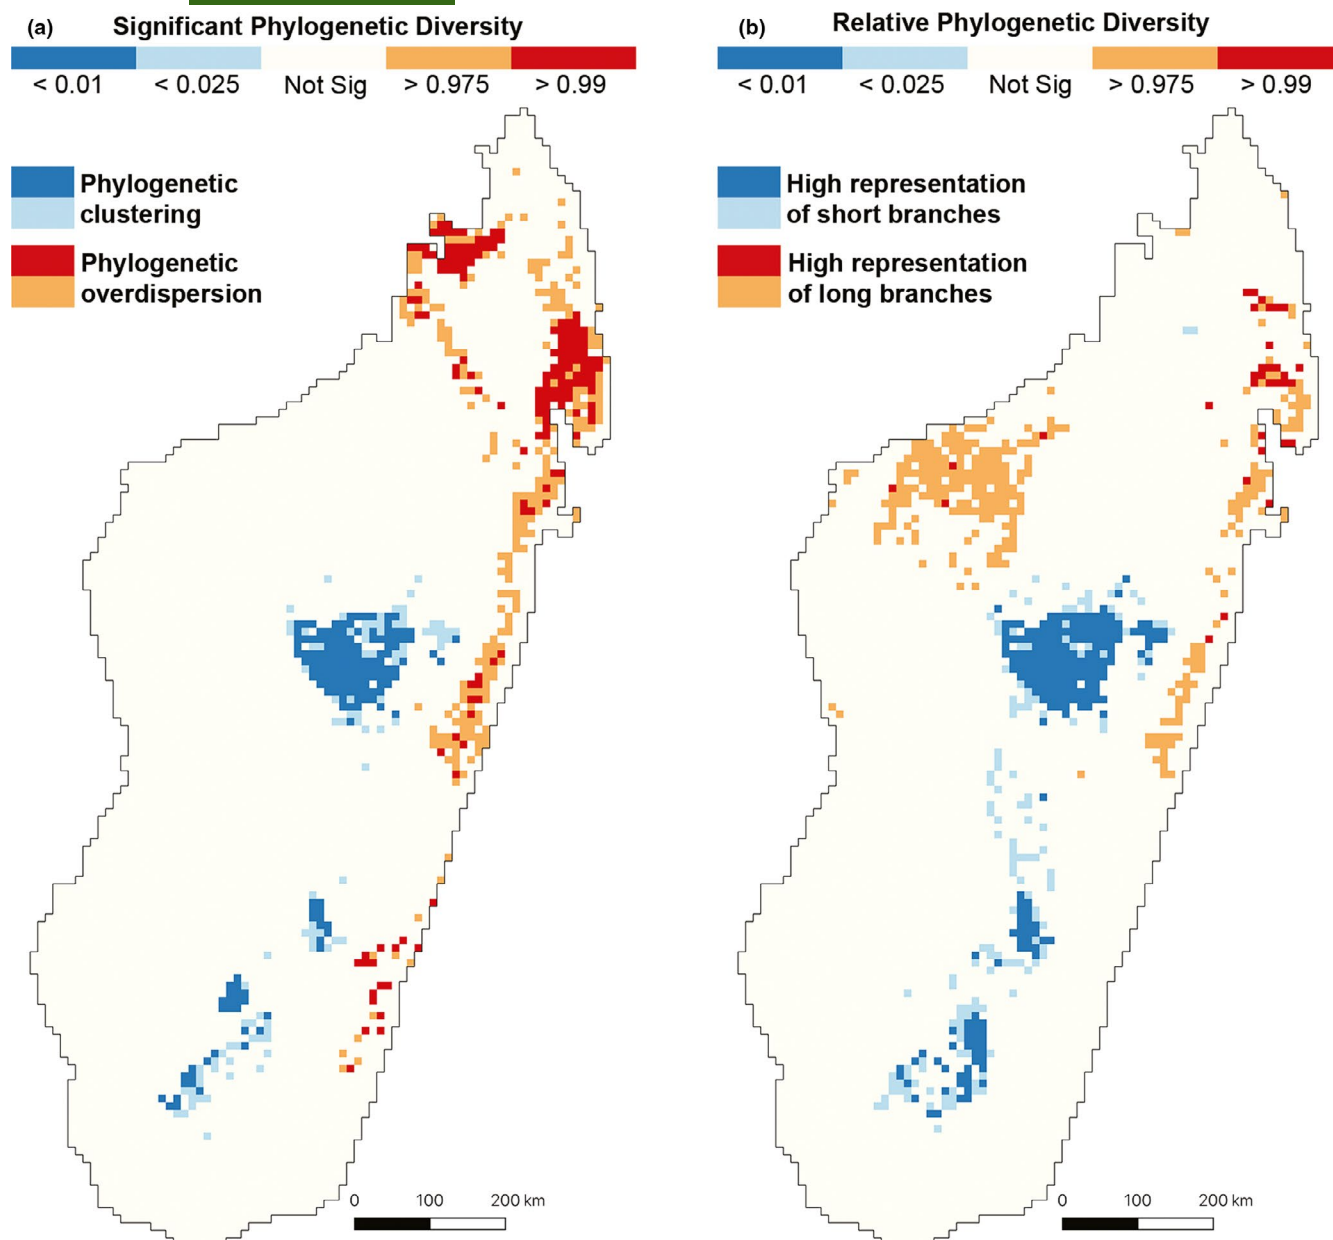 (a) Significant Phylogenetic Diversity
< 0.01 < 0.025 Not Sig > 0.975 > 0.99
Phylogenetic
clustering
Phylogenetic
overdispersion
0 100 200 km
(b) Relative Phylogenetic Diversity
< 0.01 < 0.025 Not Sig > 0.975 > 0.99
High representation
of short branches
High representation
of long branches
0 100 200 km